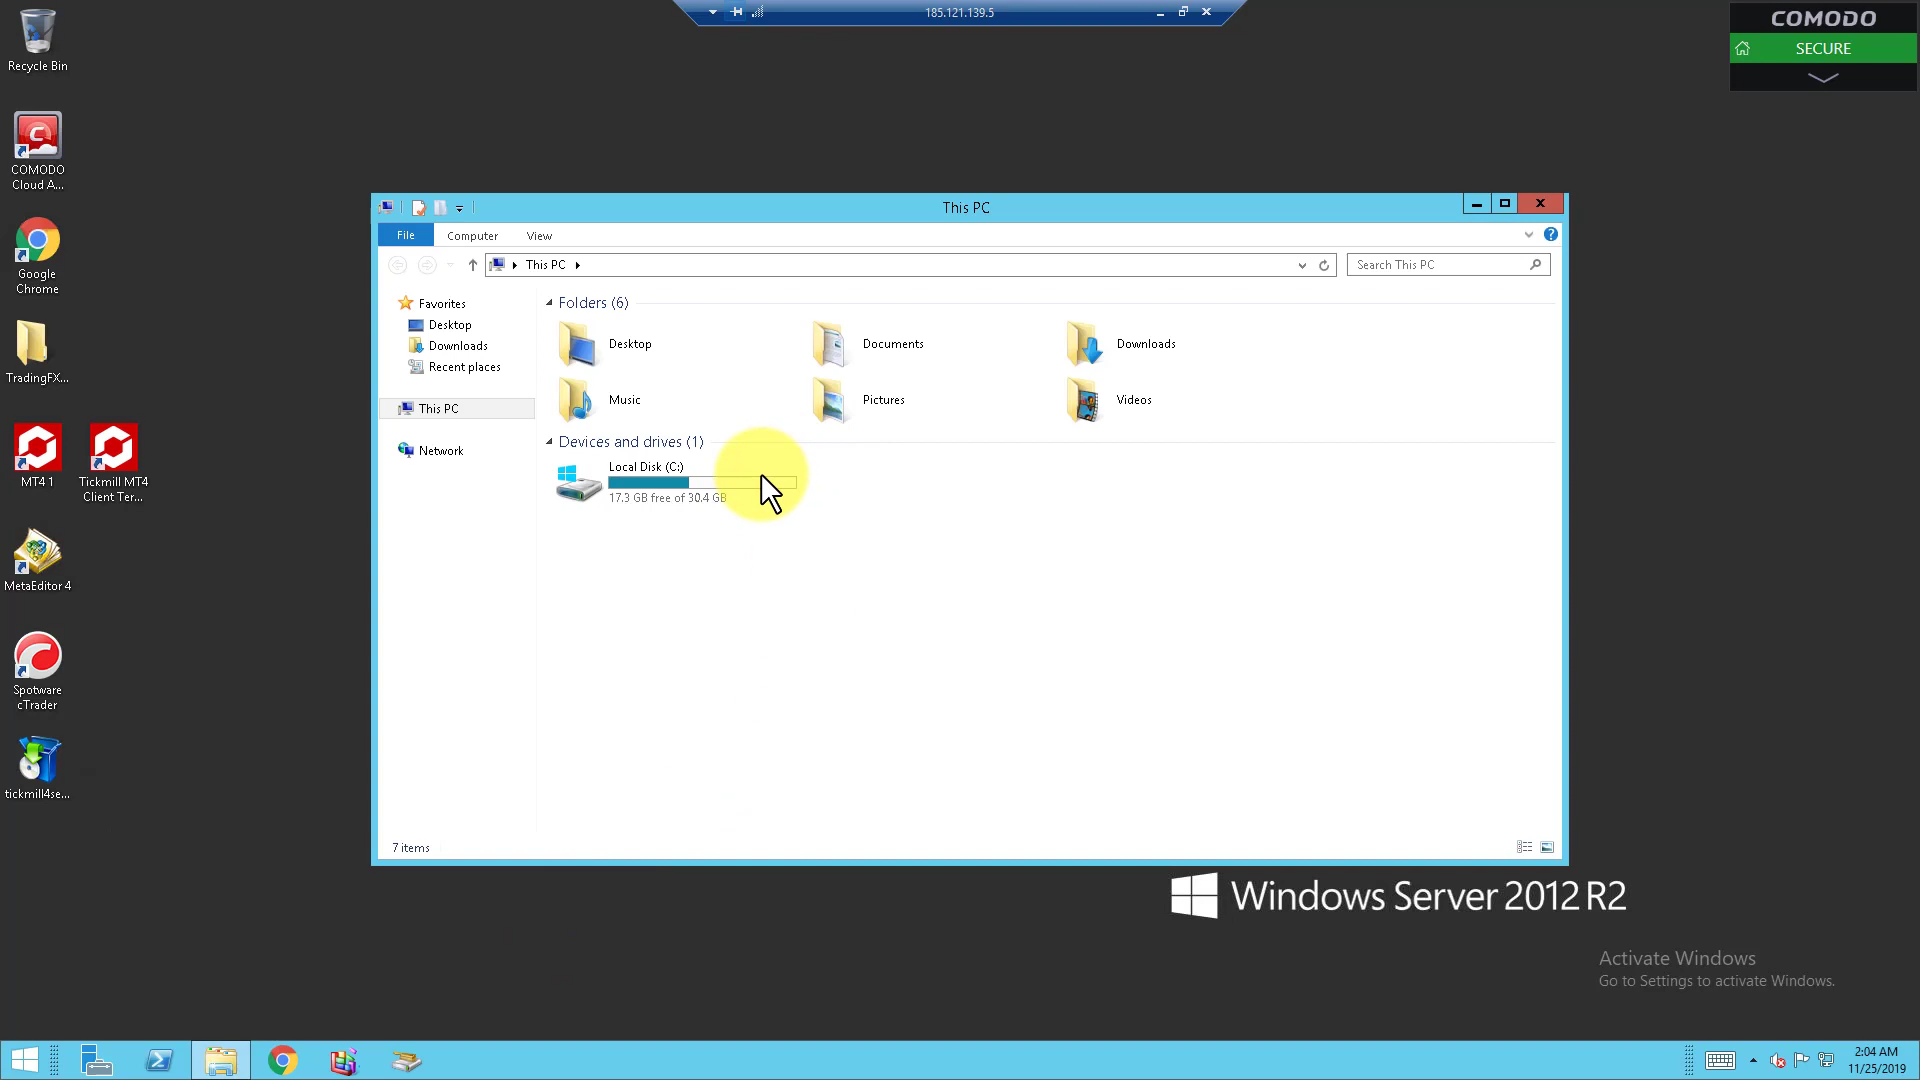 185.121.139.5
COMODO
SECURE
Recycle Bin
COMODO
Cloud A...
Google
Chrome
TradingFX...
MT4 1
Tickmill MT4
Client Ter...
MetaEditor 4
Spotware
cTrader
tickmill4se...
This PC
File
Computer
View
This PC
Search This PC
Favorites
Desktop
Downloads
Recent places
This PC
Network
Folders (6)
Desktop
Documents
Downloads
Music
Pictures
Videos
Devices and drives (1)
Local Disk (C:)
17.3 GB free of 30.4 GB
7 items
Windows Server 2012 R2
Activate Windows
Go to Settings to activate Windows.
2:04 AM
11/25/2019